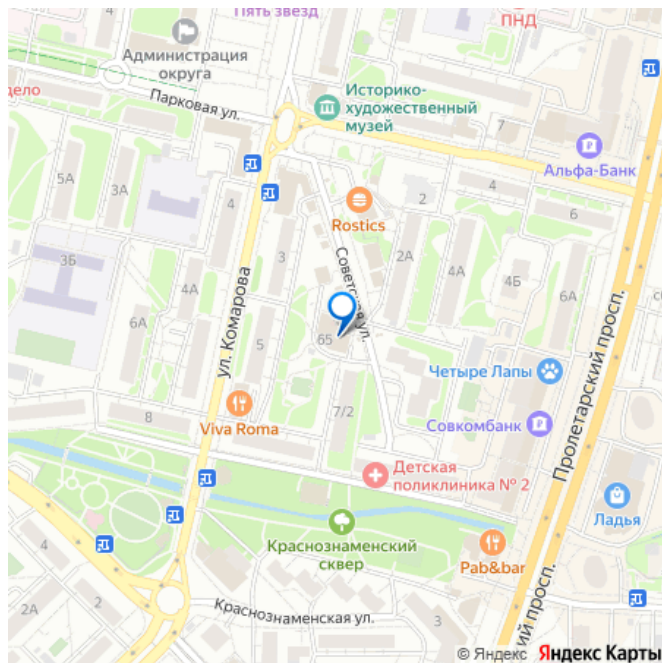 Пять звезд
ПНД
Администрация
округа
дело
Парковая ул.
Историко-
художественный
музей
7
Альфа-Банк
5А
3А
4
2
4
6
Rostics
3Б
3
Советская ул.
2А
4А
4Б
6А
ул. Комарова
6А
5
65
Четыре Лапы
Пролетарский просп.
8
Viva Roma
7/2
Совкомбанк
Детская
поликлиника № 2
Ладья
4
Краснознаменский
сквер
Pab&bar
2А
2
Краснознаменская ул.
кий просп.
© Яндекс Яндекс Карты